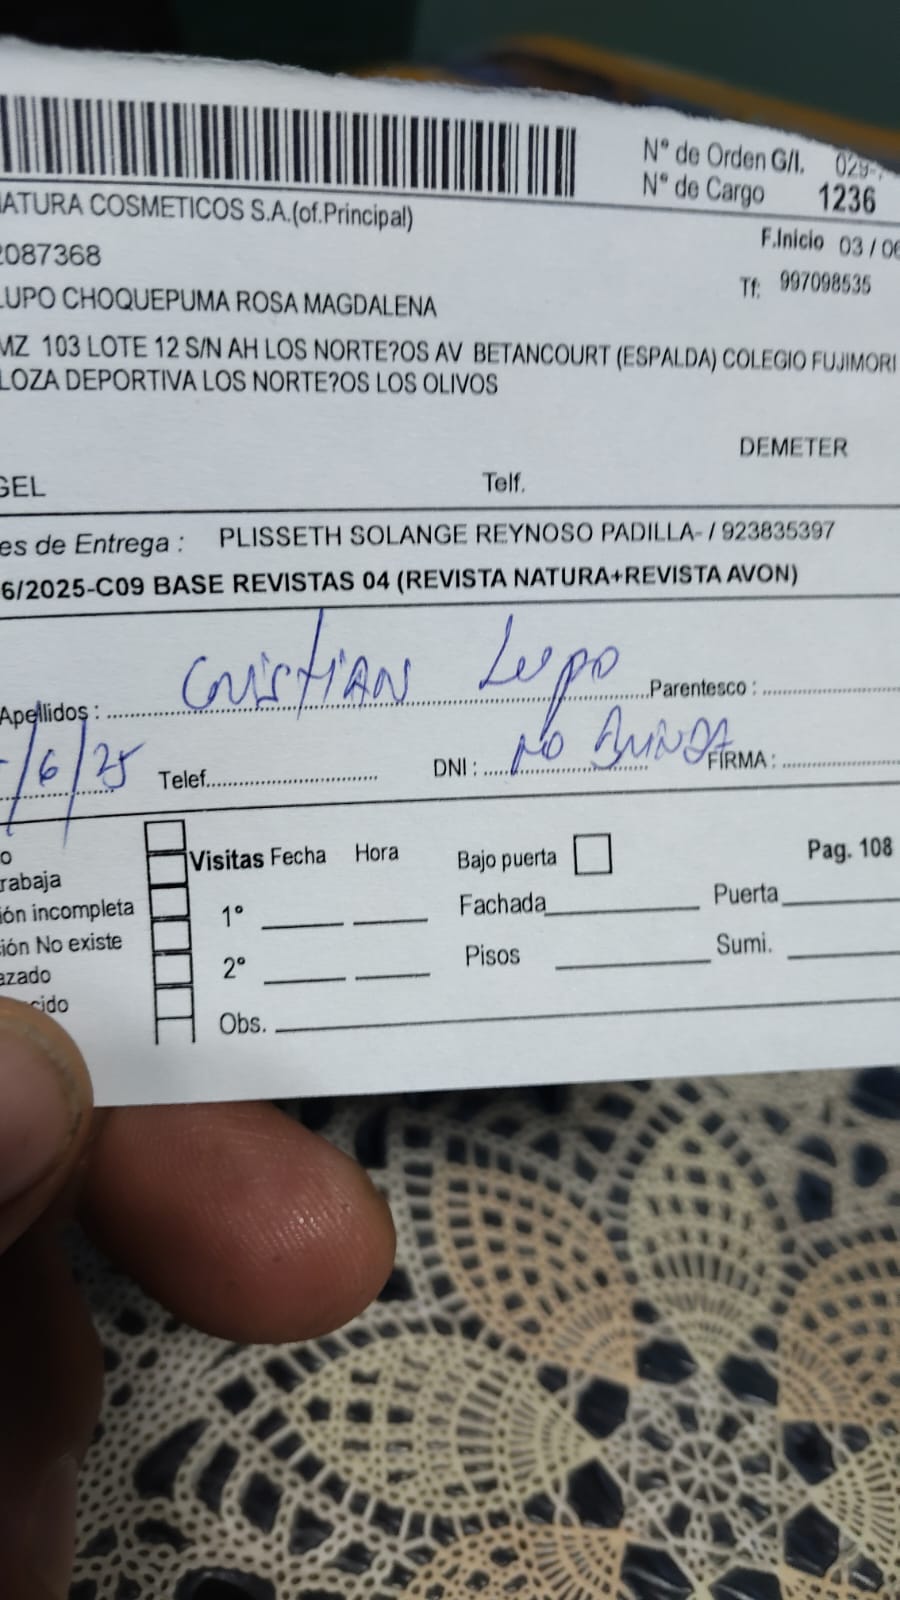 N° de Orden G/I. 029-
N° de Cargo 1236
NATURA COSMETICOS S.A.(of.Principal)
F.Inicio 03 / 06
2087368
Tf: 997098535
LUPO CHOQUEPUMA ROSA MAGDALENA
MZ 103 LOTE 12 S/N AH LOS NORTE?OS AV BETANCOURT (ESPALDA) COLEGIO FUJIMORI
LOZA DEPORTIVA LOS NORTE?OS LOS OLIVOS
DEMETER
GEL Telf.
es de Entrega : PLISSETH SOLANGE REYNOSO PADILLA- / 923835397
6/2025-C09 BASE REVISTAS 04 (REVISTA NATURA+REVISTA AVON)
Apellidos : CRISTIAN Lupo Parentesco :
/6/25 Telef. DNI : NO BRINDA FIRMA :
o
Visitas Fecha Hora Bajo puerta Pag. 108
rabaja
ión incompleta 1° Fachada Puerta
ión No existe
azado 2° Pisos Sumi.
cido
Obs.